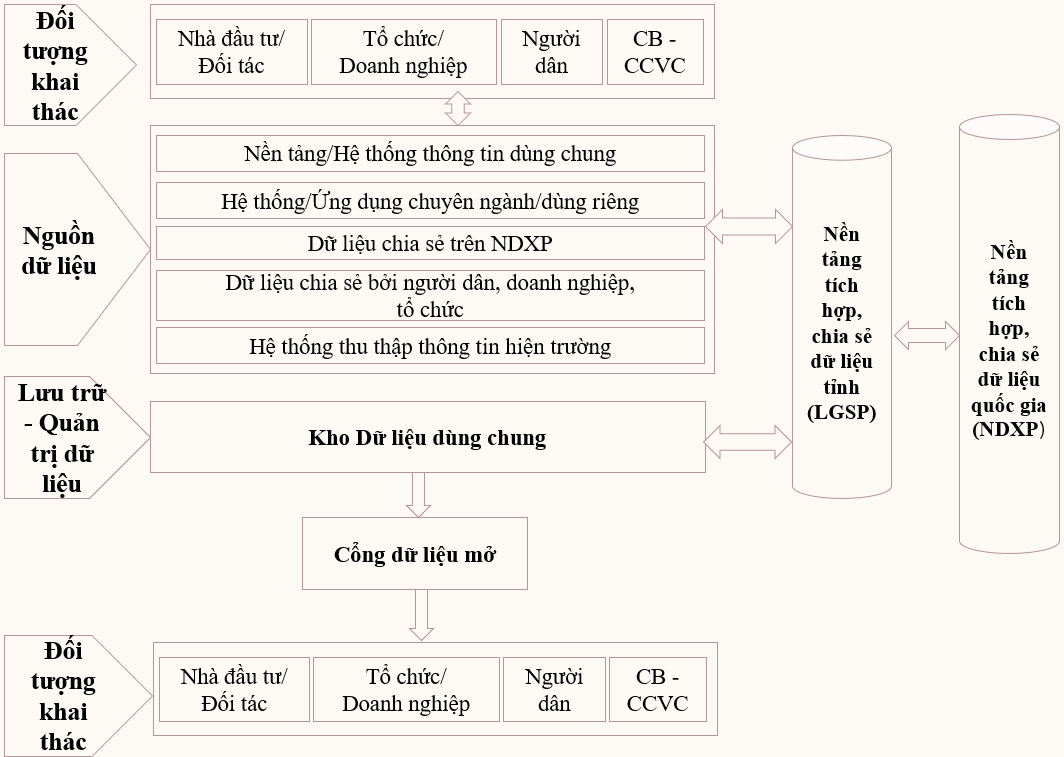 Đối
tượng
khai
thác
Nhà đầu tư/
Đối tác
Tổ chức/
Doanh nghiệp
Người
dân
CB -
CCVC
Nguồn
dữ liệu
Nền tảng/Hệ thống thông tin dùng chung
Hệ thống/Ứng dụng chuyên ngành/dùng riêng
Dữ liệu chia sẻ trên NDXP
Dữ liệu chia sẻ bởi người dân, doanh nghiệp,
tổ chức
Hệ thống thu thập thông tin hiện trường
Nền
tảng
tích
hợp,
chia sẻ
dữ liệu
tỉnh
(LGSP)
Nền
tảng
tích
hợp,
chia sẻ
dữ liệu
quốc gia
(NDXP)
Lưu trữ
- Quản
trị dữ
liệu
Kho Dữ liệu dùng chung
Cổng dữ liệu mở
Đối
tượng
khai
thác
Nhà đầu tư/
Đối tác
Tổ chức/
Doanh nghiệp
Người
dân
CB -
CCVC